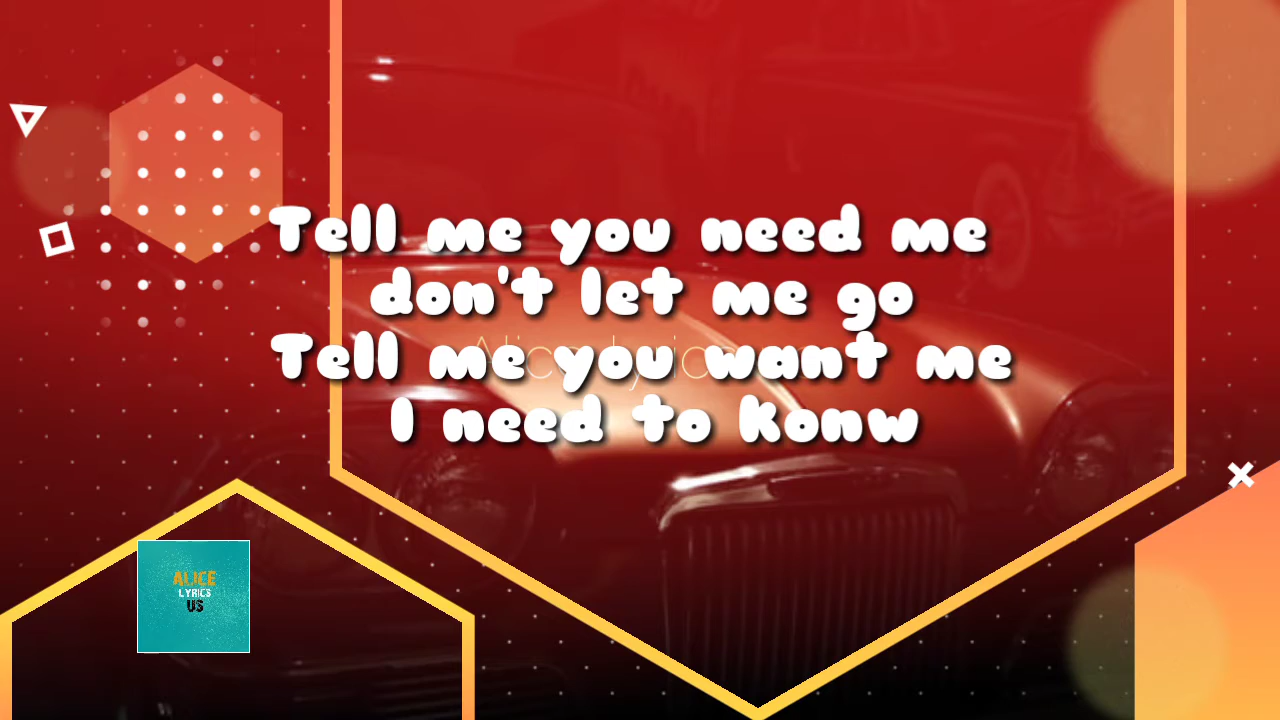 Tell me you need me
don't let me go
Tell me you want me
I need to Konw
ALICE
LYRICS
US